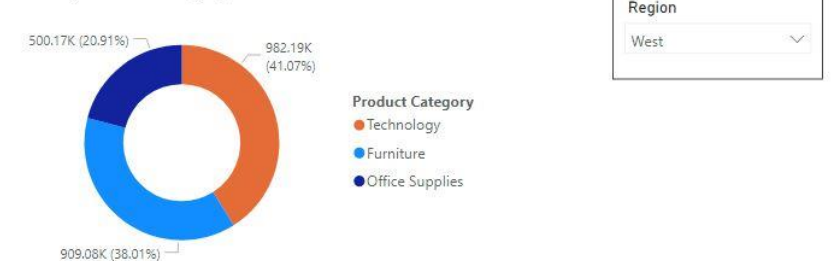 Region
West
500.17K (20.91%)
982.19K
(41.07%)
Product Category
Technology
Furniture
Office Supplies
909.08K (38.01%)